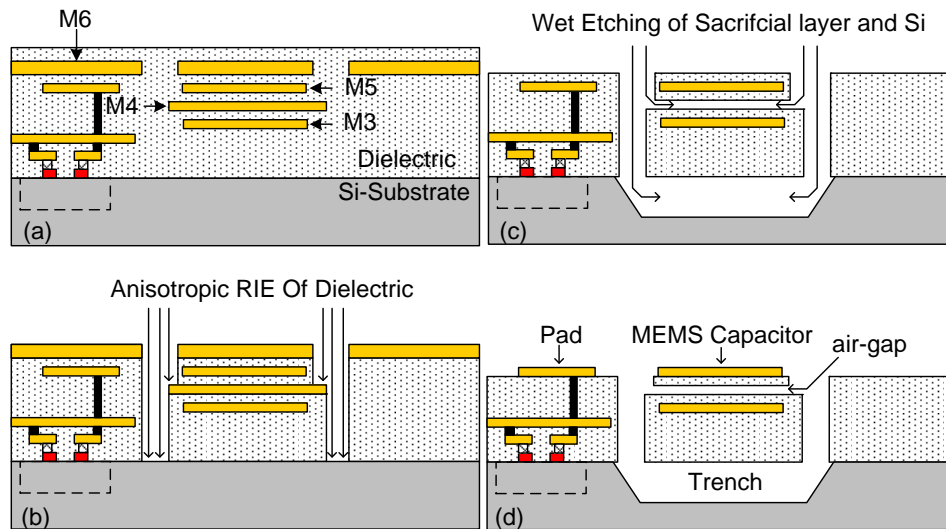 M6
M5
M4
M3
Dielectric
Si-Substrate
(a)
Wet Etching of Sacrifcial layer and Si
(c)
Anisotropic RIE Of Dielectric
(b)
Pad
MEMS Capacitor
air-gap
Trench
(d)